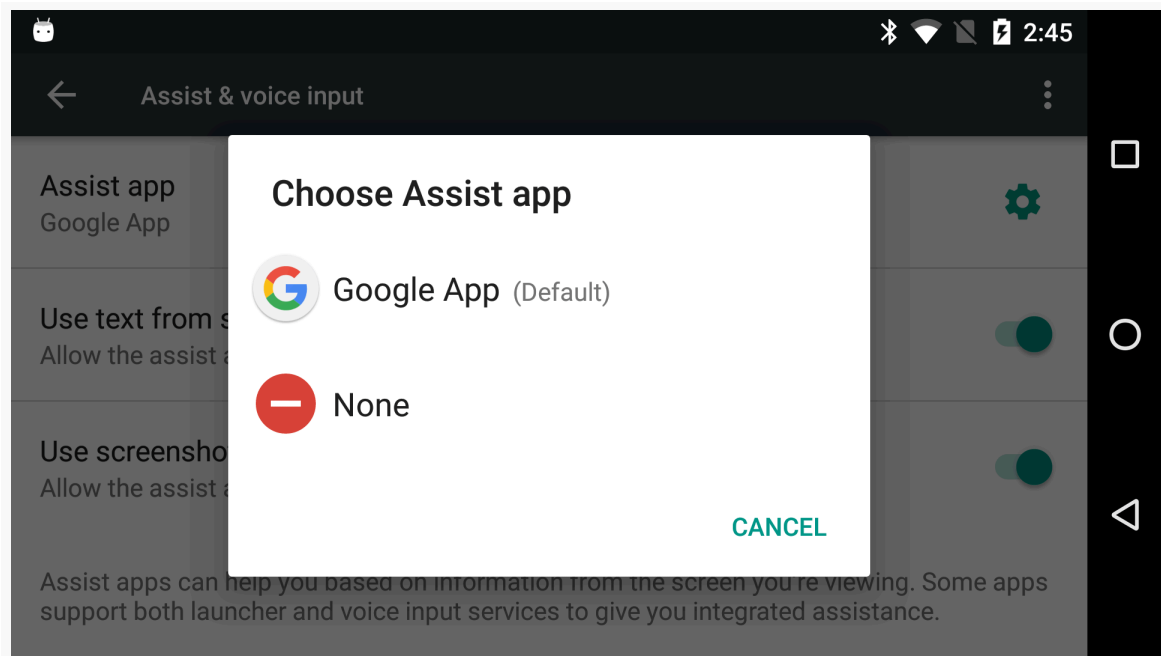 2:45
Assist & voice input
Choose Assist app
Assist app
Google App
Google App (Default)
Use text from
Allow the assist
None
Use
Allow the assist
CANCEL
Assist apps can help you based on information from the screen you're viewing. Some apps
support both launcher and voice input services to give you integrated assistance.